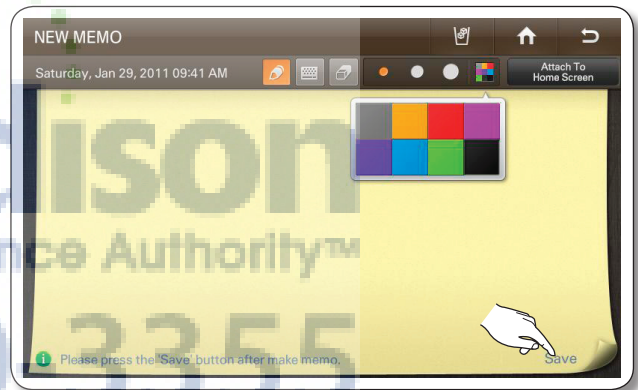 NEW MEMO
Saturday, Jan 29, 2011 09:41 AM
Attach To
Home Screen
dison
nce Authority™
-3355
i Please press the 'Save' button after make memo.
Save